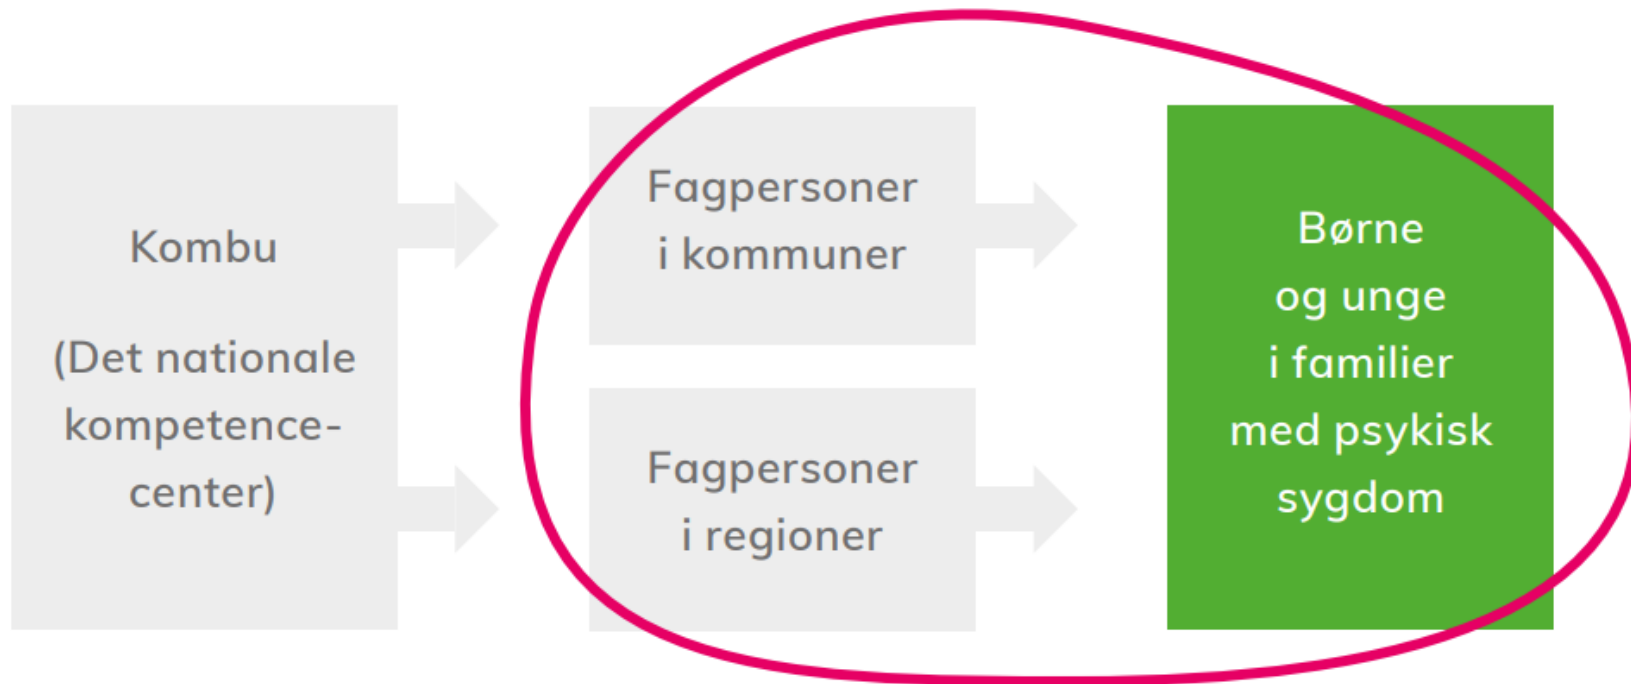 Kombu
(Det nationale
kompetence-
center)
Fagpersoner
i kommuner
Fagpersoner
i regioner
Børne
og unge
i familier
med psykisk
sygdom